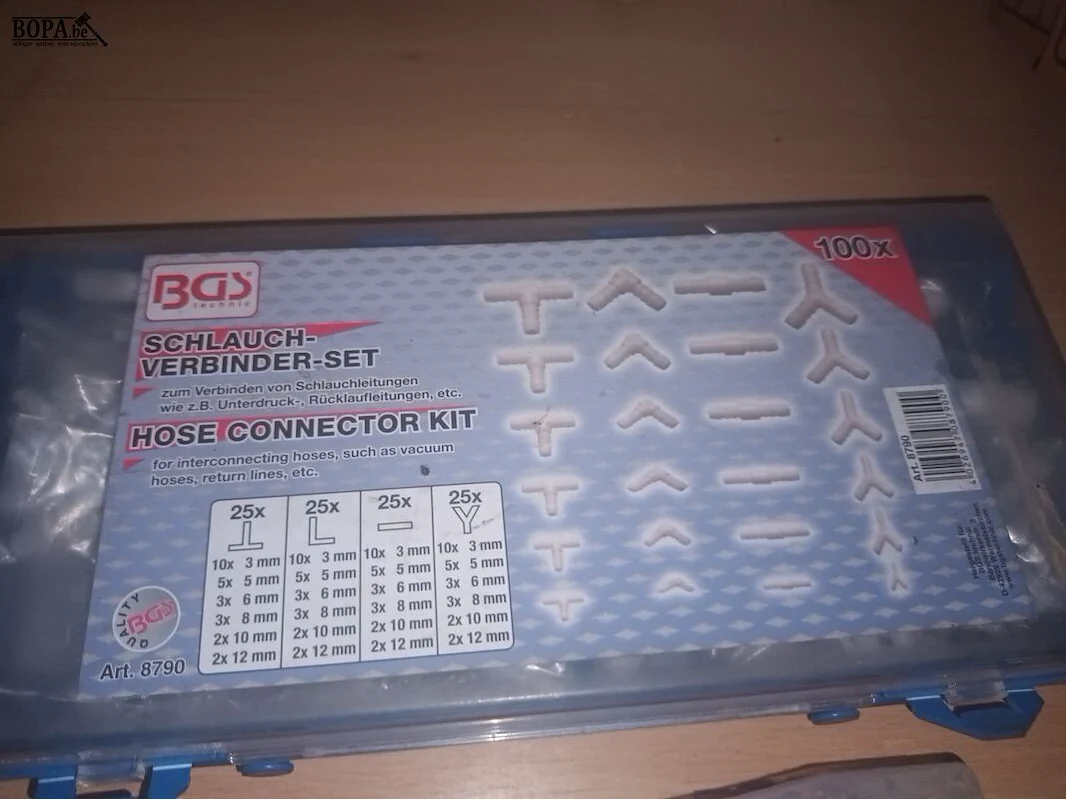 BOPA.be
BGS
technic
SCHLAUCH-
VERBINDER-SET
zum Verbinden von Schlauchleitungen
wie z.B. Unterdruck-, Rücklaufleitungen, etc.
HOSE CONNECTOR KIT
for interconnecting hoses, such as vacuum
hoses, return lines, etc.
100x
25x 25x 25x 25x
10x 3 mm 10x 3 mm 10x 3 mm 10x 3 mm
5x 5 mm 5x 5 mm 5x 5 mm 5x 5 mm
3x 6 mm 3x 6 mm 3x 6 mm 3x 6 mm
3x 8 mm 3x 8 mm 3x 8 mm 3x 8 mm
2x 10 mm 2x 10 mm 2x 10 mm 2x 10 mm
2x 12 mm 2x 12 mm 2x 12 mm 2x 12 mm
QUALITY
BGS
Art. 8790
Art. 8790